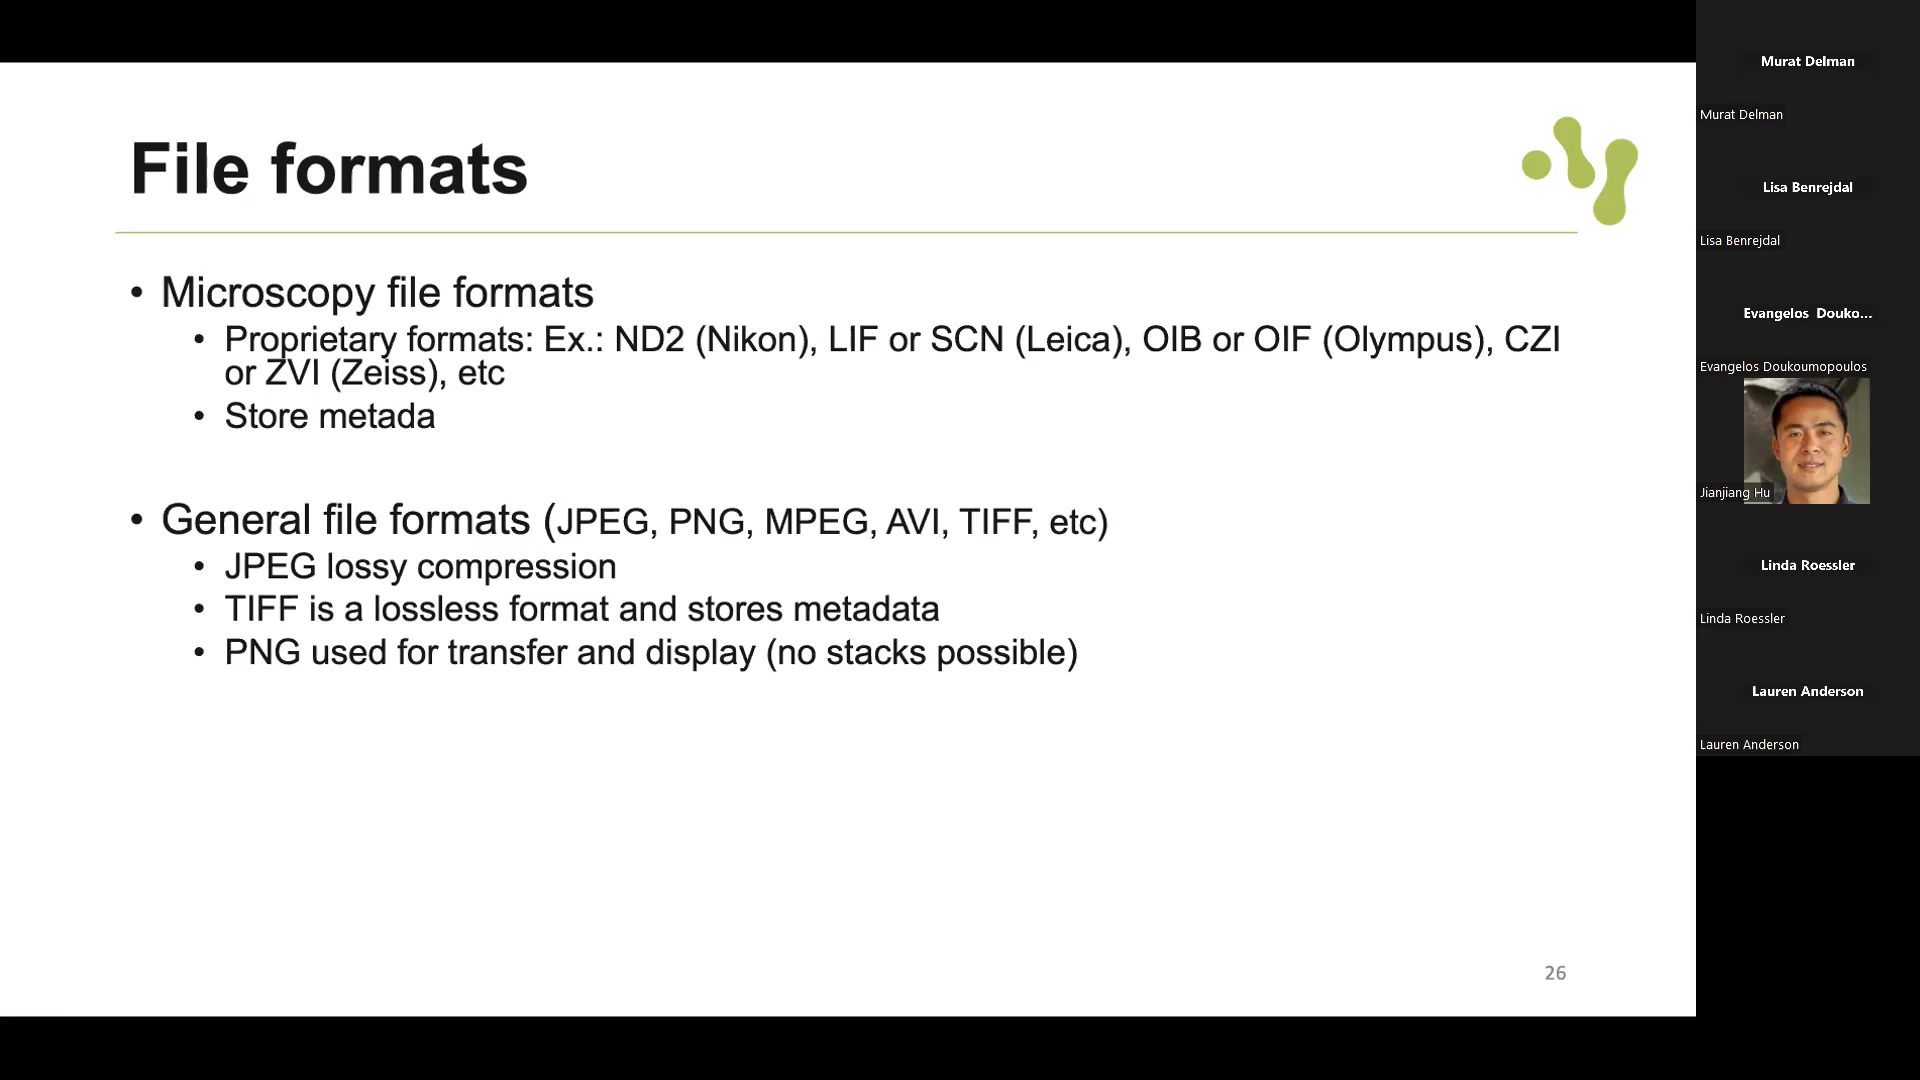 File formats
• Microscopy file formats
• Proprietary formats: Ex.: ND2 (Nikon), LIF or SCN (Leica), OIB or OIF (Olympus), CZI
or ZVI (Zeiss), etc
• Store metada
• General file formats (JPEG, PNG, MPEG, AVI, TIFF, etc)
• JPEG lossy compression
• TIFF is a lossless format and stores metadata
• PNG used for transfer and display (no stacks possible)
26
Murat Delman
Murat Delman
Lisa Benrejdal
Lisa Benrejdal
Evangelos Douko...
Evangelos Doukoumopoulos
Jianjiang Hu
Linda Roessler
Linda Roessler
Lauren Anderson
Lauren Anderson